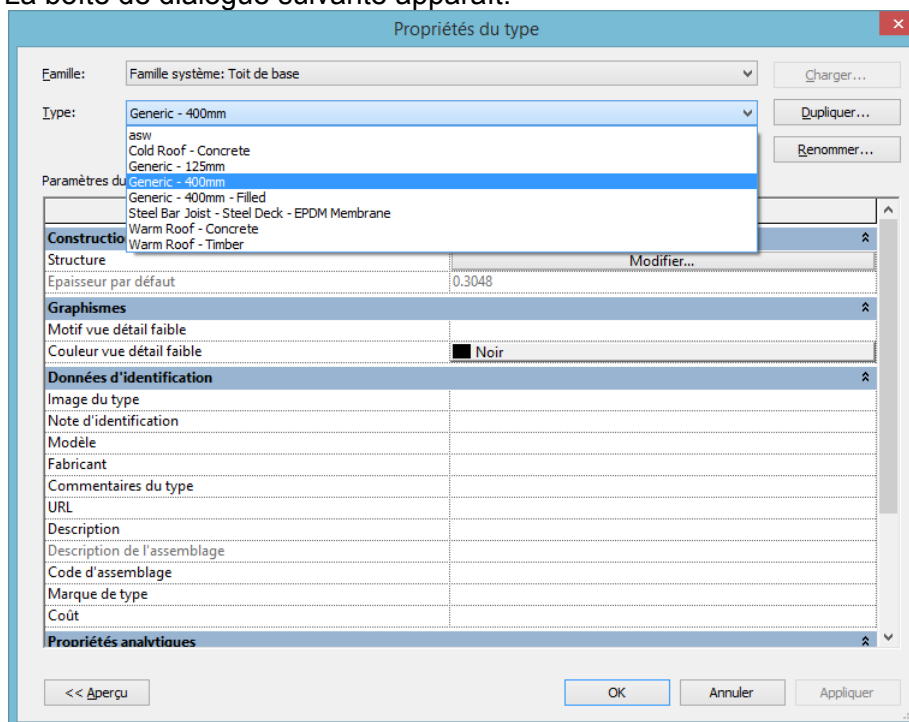 La boîte de dialogue suivante apparaît:
Propriétés du type
Famille: Famille système: Toit de base Charger...
Type: Generic - 400mm Dupliquer...
asw
Cold Roof - Concrete
Renommer...
Generic - 125mm
Paramètres du Generic - 400mm
Generic - 400mm - Filled
Steel Bar Joist - Steel Deck - EPDM Membrane
Warm Roof - Concrete
Warm Roof - Timber
Constructio
Structure Modifier...
Epaisseur par défaut 0.3048
Graphismes
Motif vue détail faible
Couleur vue détail faible Noir
Données d'identification
Image du type
Note d'identification
Modèle
Fabricant
Commentaires du type
URL
Description
Description de l'assemblage
Code d'assemblage
Marque de type
Coût
Propriétés analytiques
<< Aperçu OK Annuler Appliquer